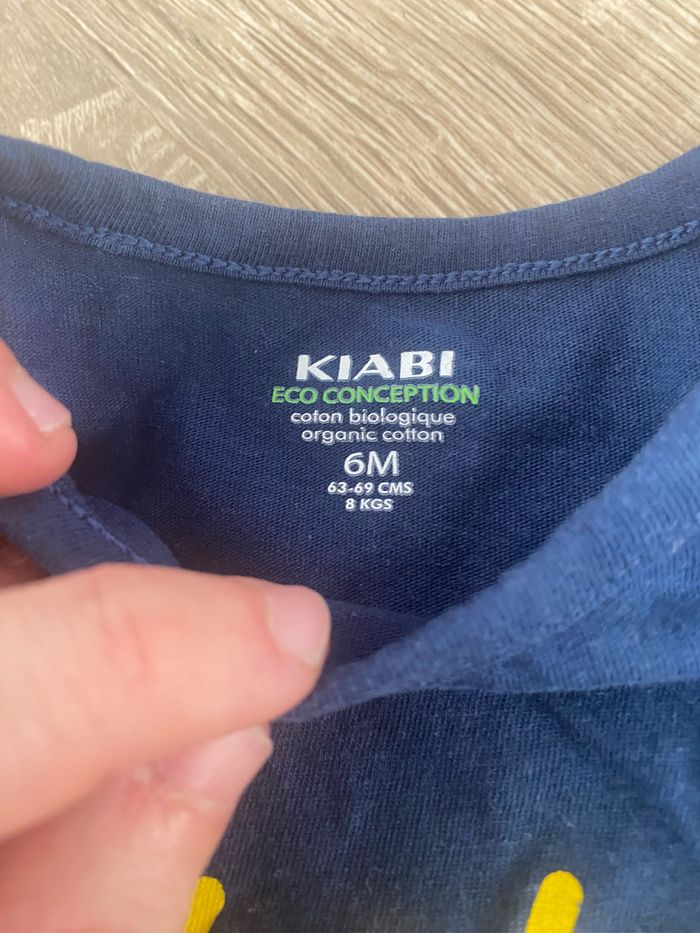 KIABI
ECO CONCEPTION
coton biologique
organic cotton
6M
63-69 CMS
8 KGS